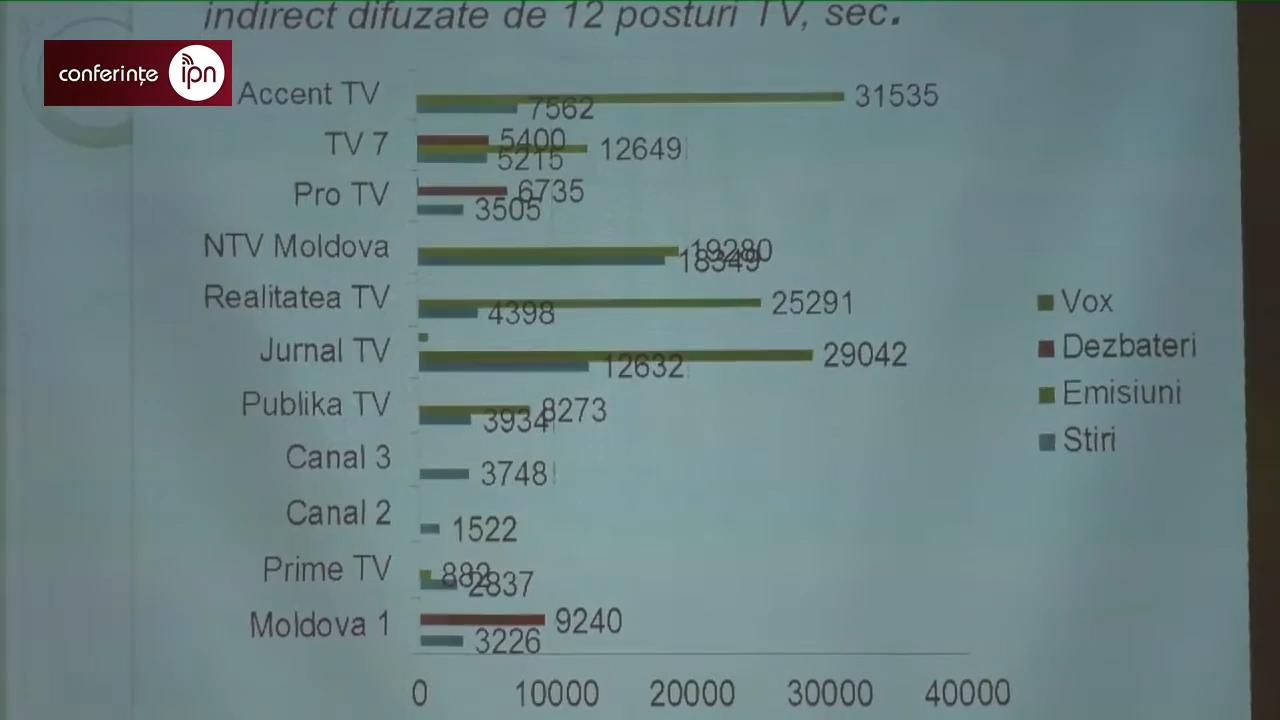 indirect difuzate de 12 posturi TV, sec.
conferințe ipn
Accent TV 31535
7562
TV 7 5400
12649
5215
Pro TV 6735
3505
NTV Moldova 19280
18349
Realitatea TV 25291
4398
Jurnal TV 29042
12632
Publika TV 8273
3934
Canal 3 3748
Canal 2 1522
Prime TV 882
2837
Moldova 1 9240
3226
0 10000 20000 30000 40000
Vox
Dezbateri
Emisiuni
Stiri